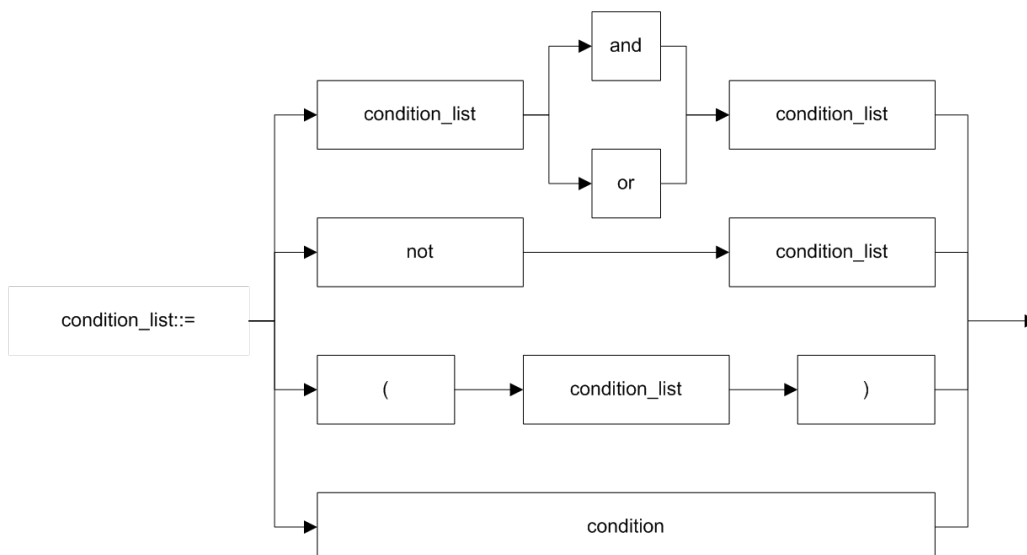 and
condition_list
condition_list
or
not
condition_list
condition_list::=
(
condition_list
)
condition